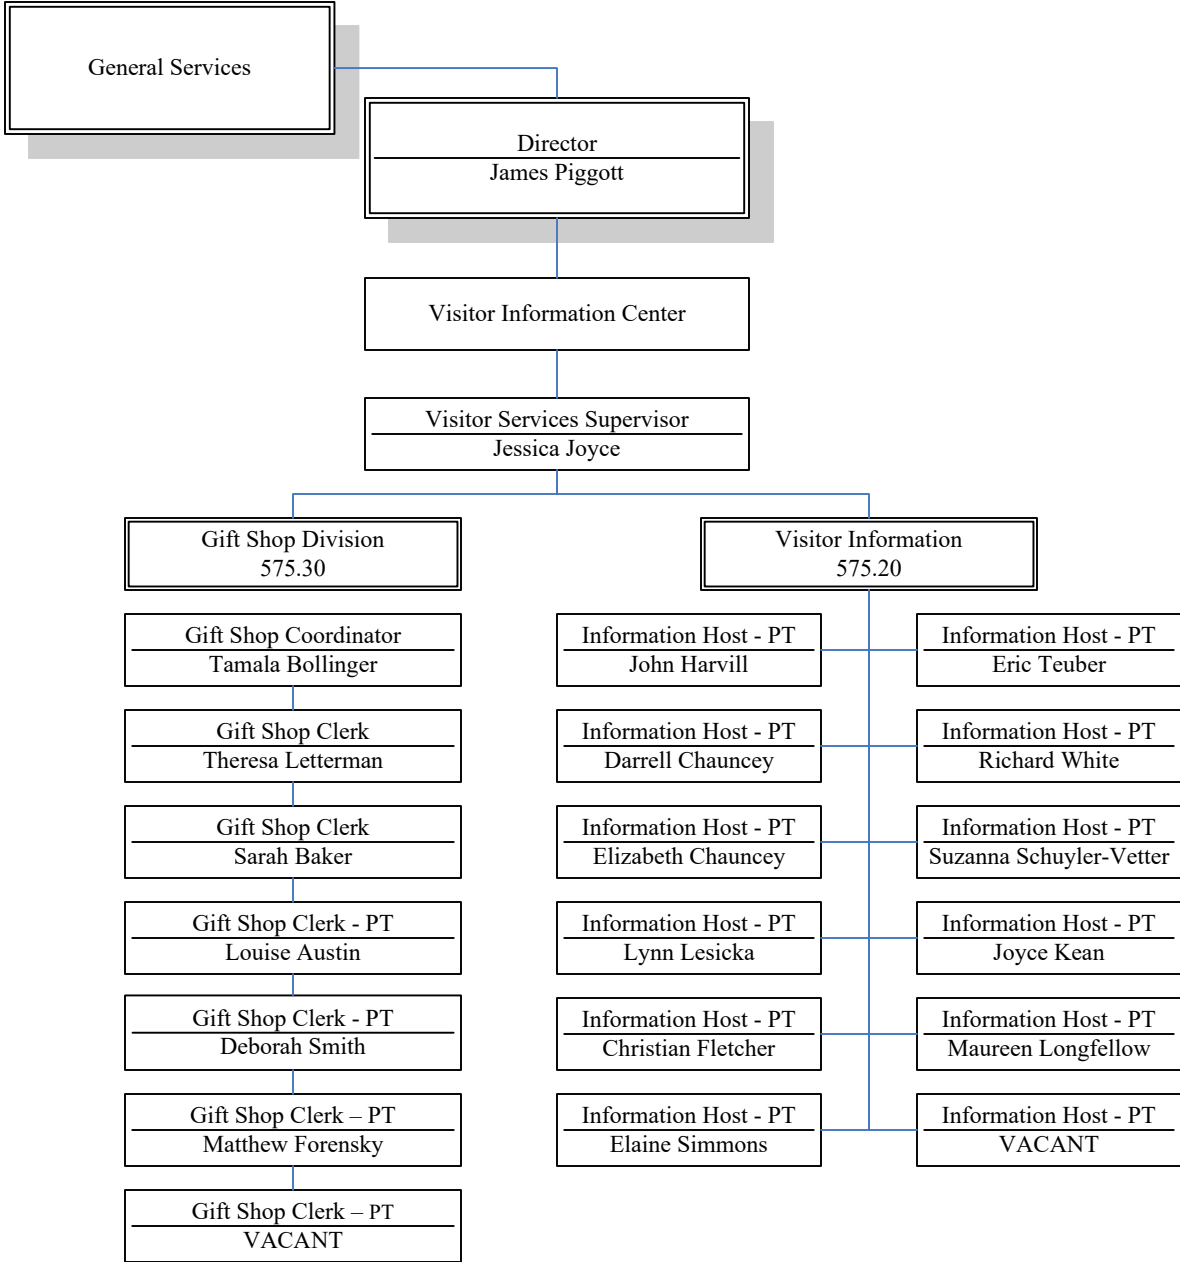 General Services
Director
James Piggott
Visitor Information Center
Visitor Services Supervisor
Jessica Joyce
Gift Shop Division
575.30
Gift Shop Coordinator
Tamala Bollinger
Gift Shop Clerk
Theresa Letterman
Gift Shop Clerk
Sarah Baker
Gift Shop Clerk - PT
Louise Austin
Gift Shop Clerk - PT
Deborah Smith
Gift Shop Clerk – PT
Matthew Forensky
Gift Shop Clerk – PT
VACANT
Visitor Information
575.20
Information Host - PT
John Harvill
Information Host - PT
Eric Teuber
Information Host - PT
Darrell Chauncey
Information Host - PT
Richard White
Information Host - PT
Elizabeth Chauncey
Information Host - PT
Suzanna Schuyler-Vetter
Information Host - PT
Lynn Lesicka
Information Host - PT
Joyce Kean
Information Host - PT
Christian Fletcher
Information Host - PT
Maureen Longfellow
Information Host - PT
Elaine Simmons
Information Host - PT
VACANT